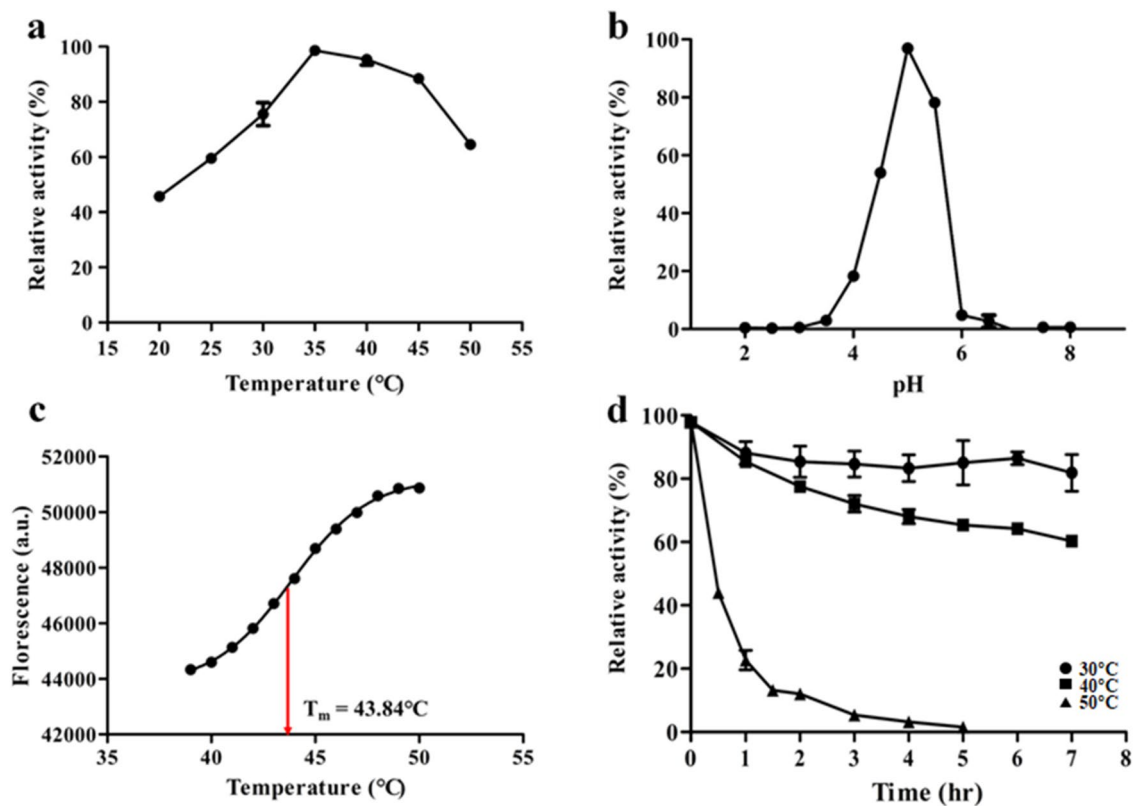 a
100
80
60
40
20
0
Relative activity (%)
15 20 25 30 35 40 45 50 55
Temperature (°C)
b
100
80
60
40
20
0
Relative activity (%)
2 4 6 8
pH
c
52000
50000
48000
46000
44000
42000
Florescence (a.u.)
Tm = 43.84°C
35 40 45 50 55
Temperature (°C)
d
100
80
60
40
20
0
Relative activity (%)
30°C
40°C
50°C
0 1 2 3 4 5 6 7 8
Time (hr)